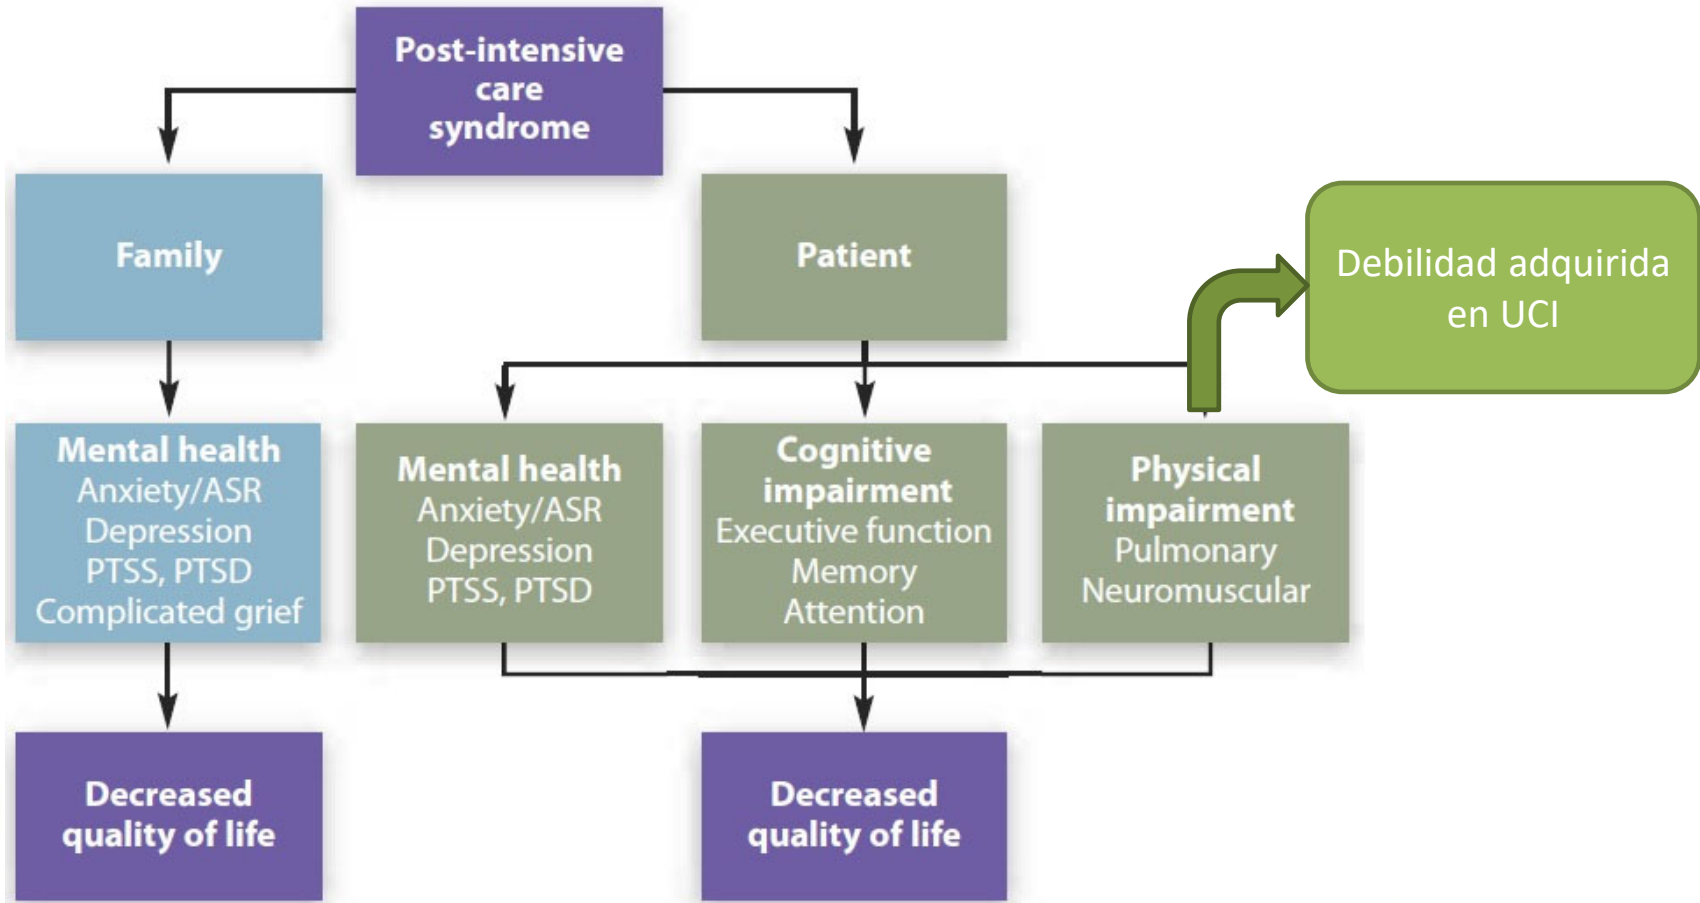 Post-intensive
care
syndrome
Family
Patient
Debilidad adquirida
en UCI
Mental health
Anxiety/ASR
Depression
PTSS, PTSD
Complicated grief
Mental health
Anxiety/ASR
Depression
PTSS, PTSD
Cognitive
impairment
Executive function
Memory
Attention
Physical
impairment
Pulmonary
Neuromuscular
Decreased
quality of life
Decreased
quality of life